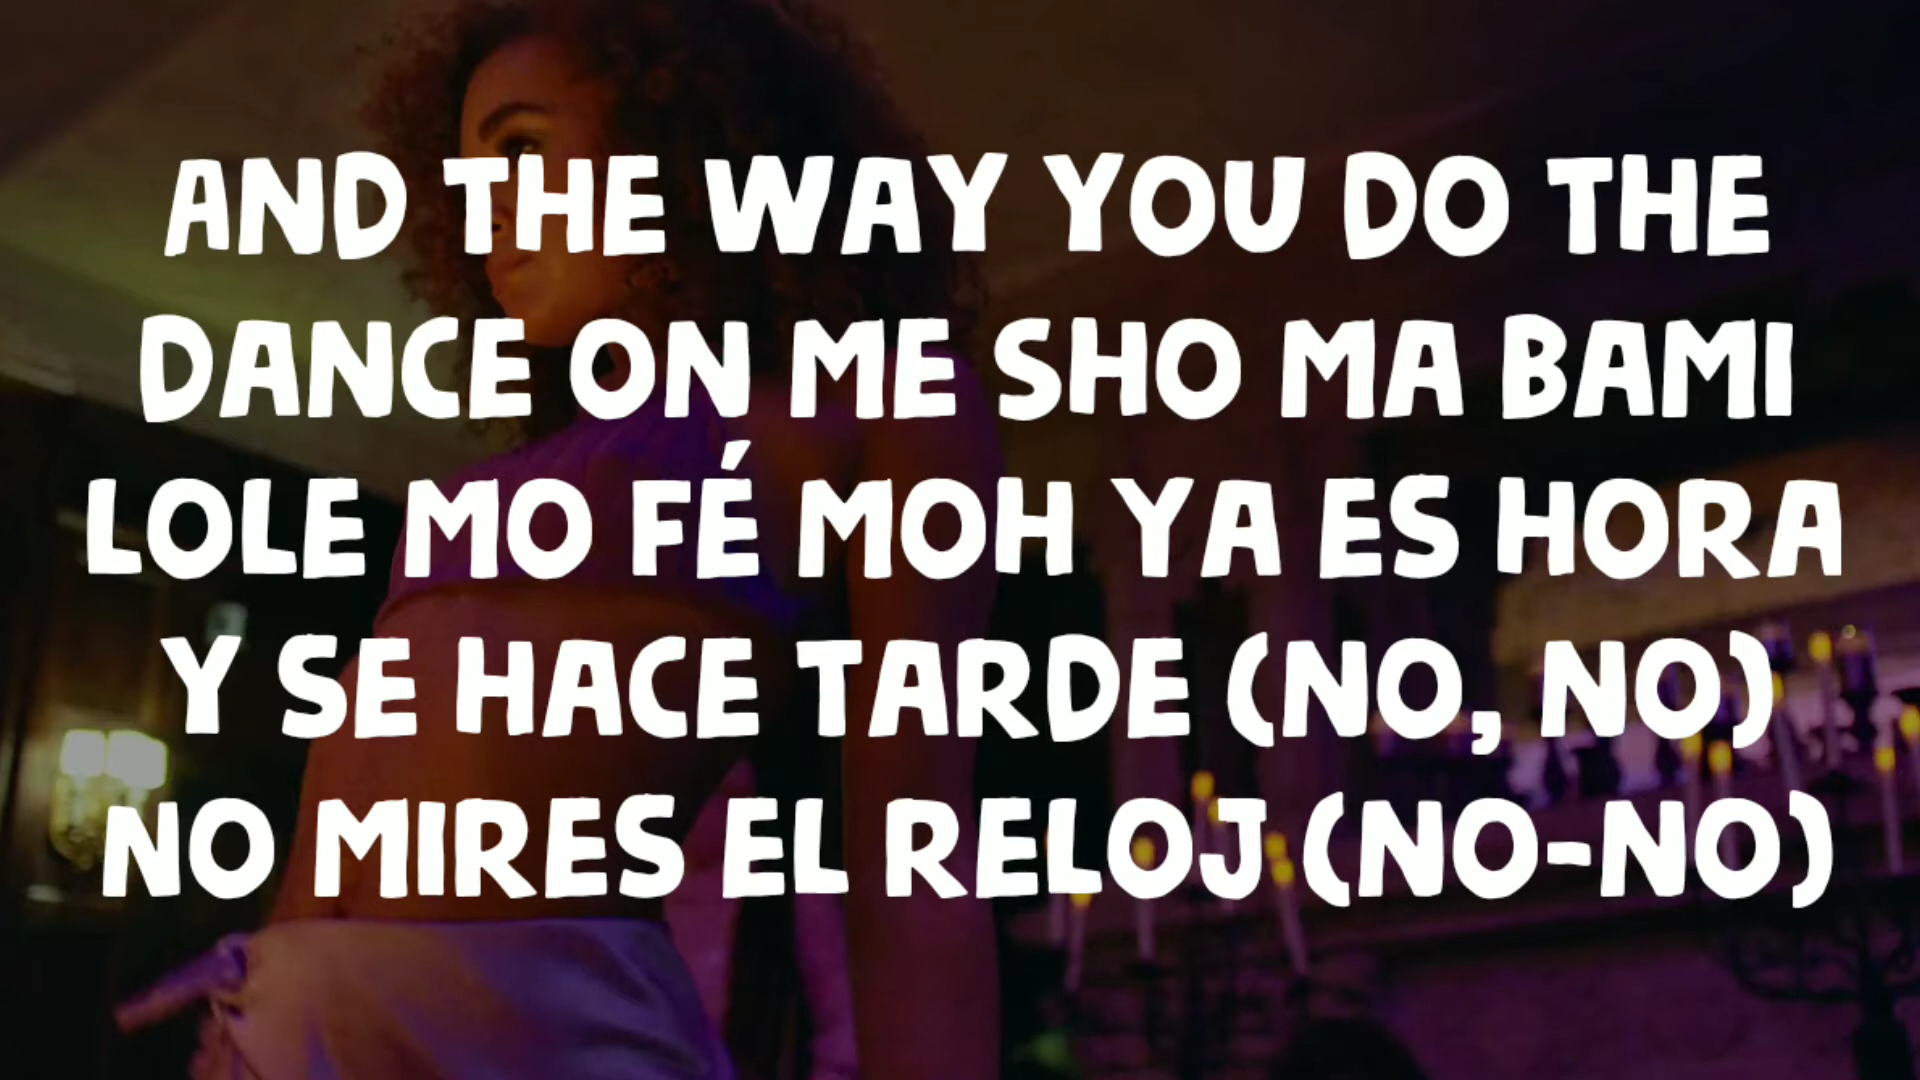 AND THE WAY YOU DO THE
DANCE ON ME SHO MA BAMI
LOLE MO FÉ MOH YA ES HORA
Y SE HACE TARDE (NO, NO)
NO MIRES EL RELOJ (NO-NO)